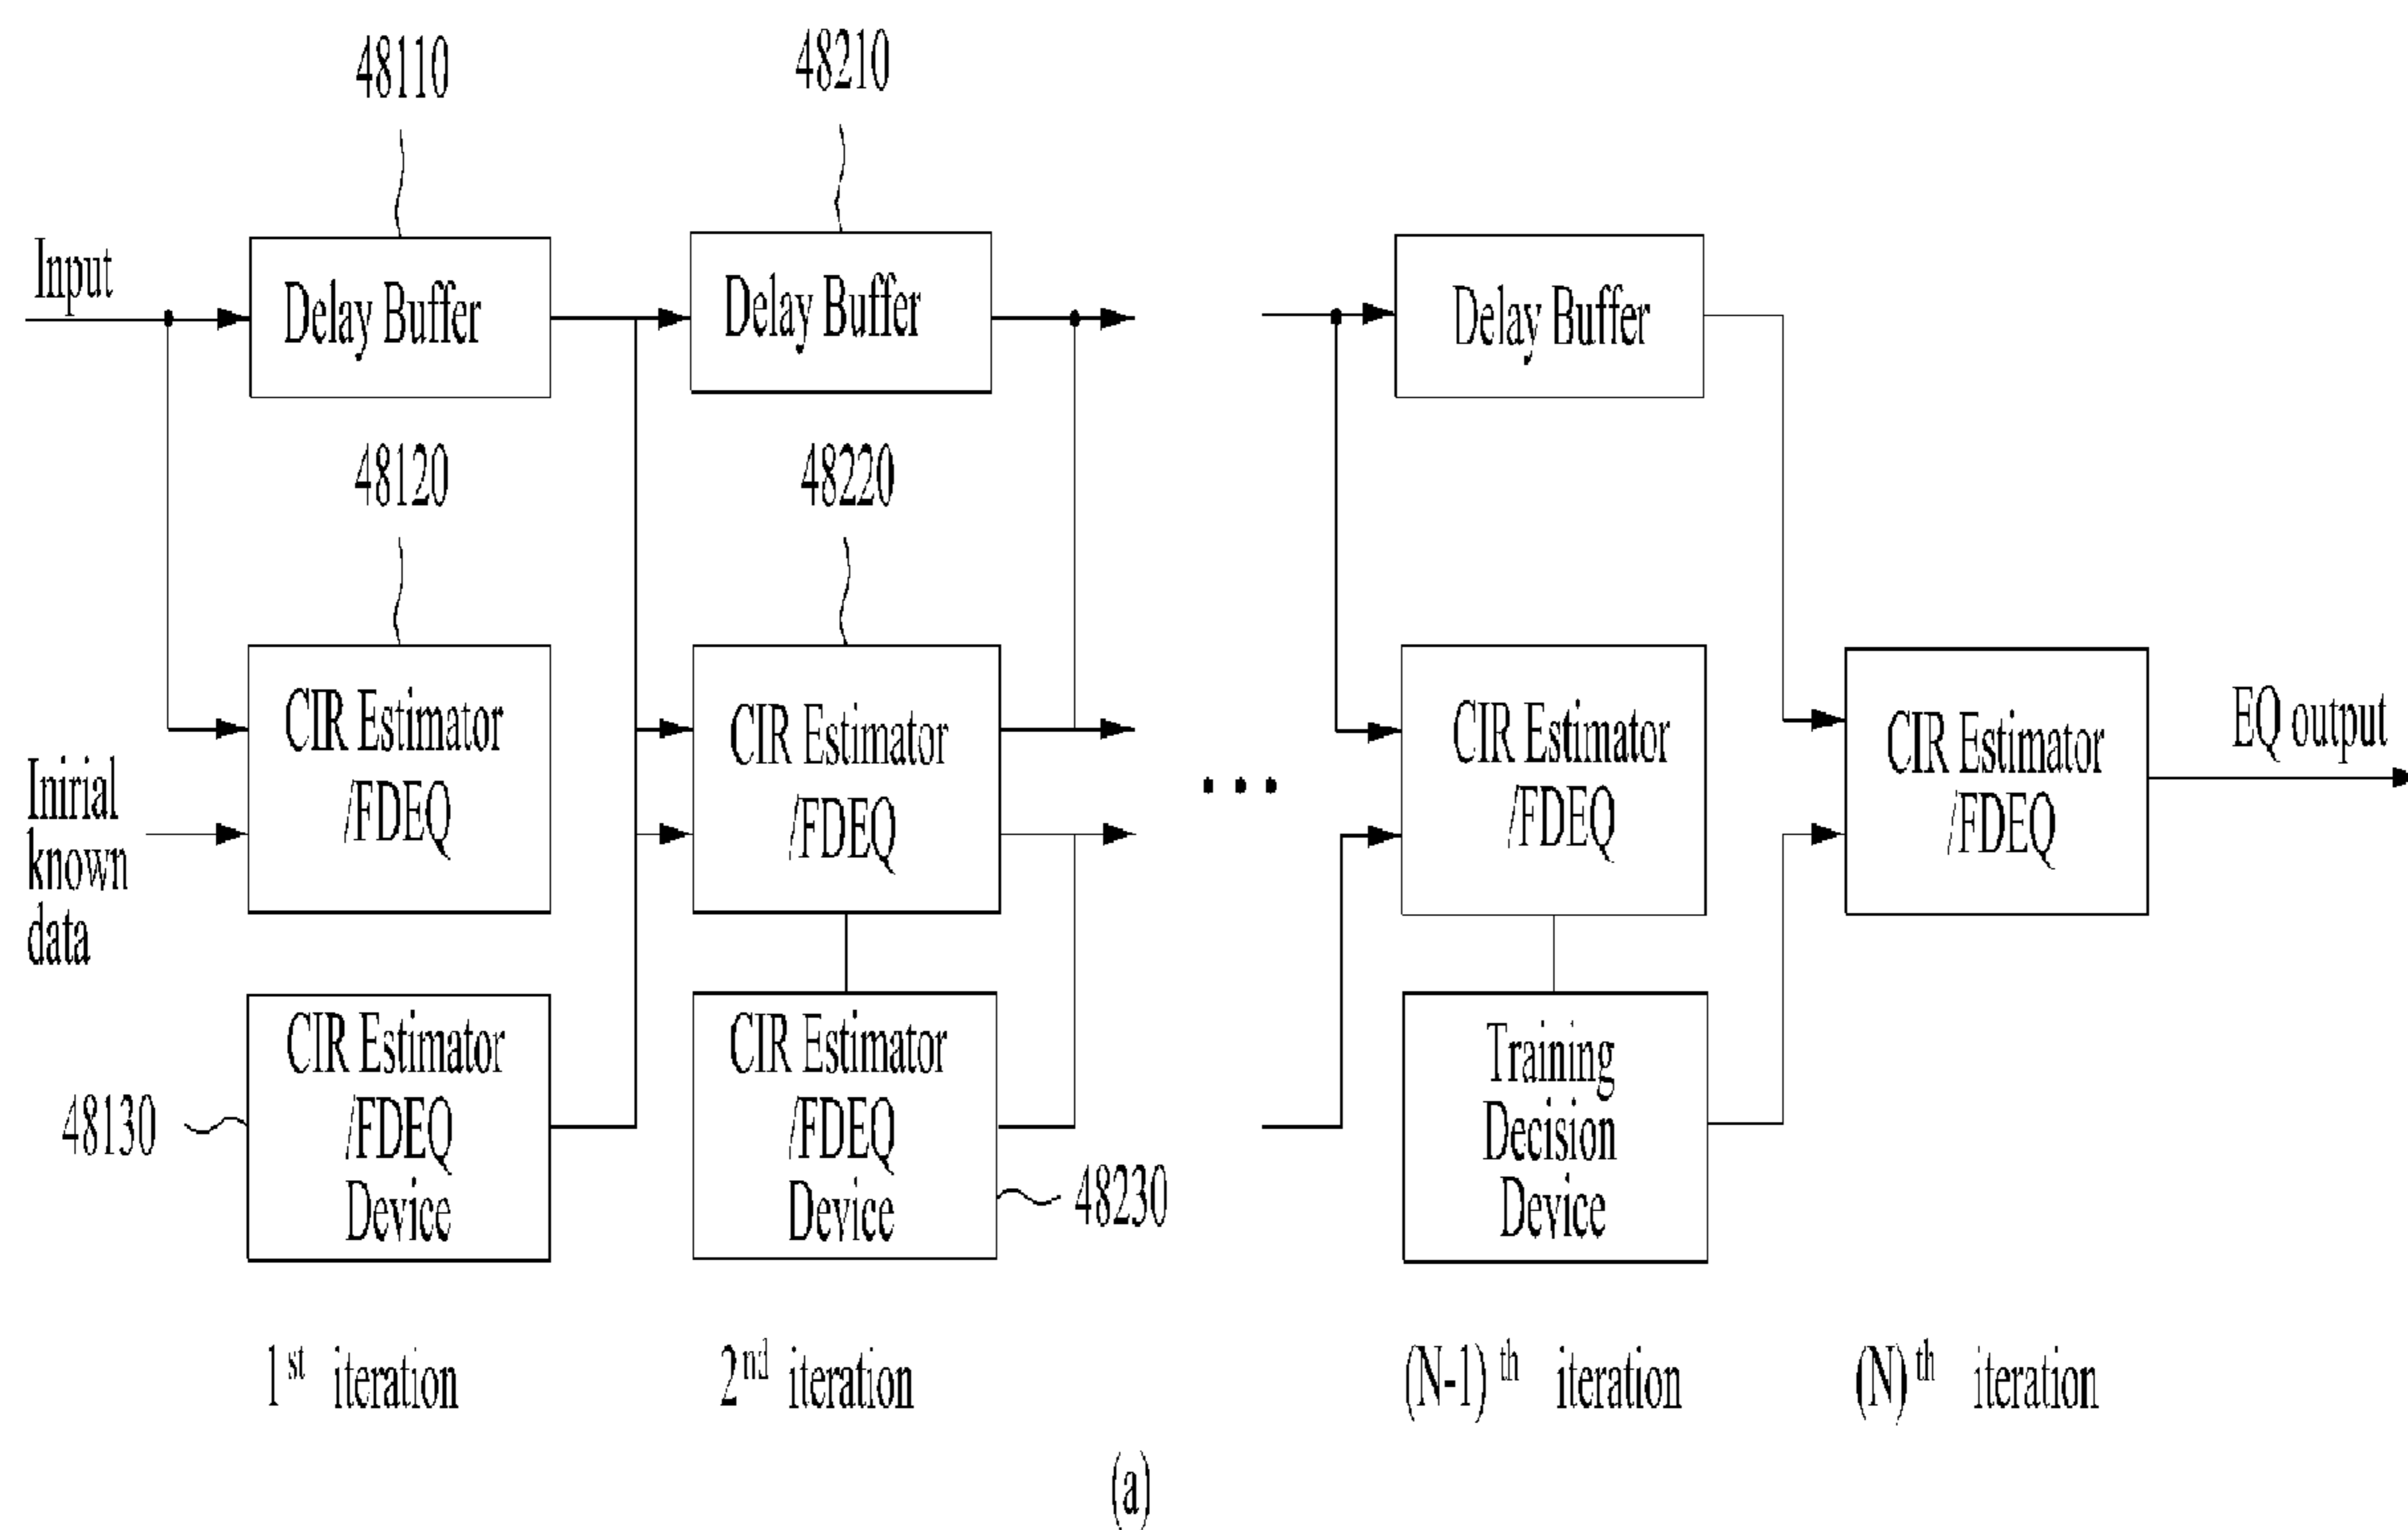 48110
48210
Input
Delay Buffer
Delay Buffer
Delay Buffer
48120
48220
CIR Estimator
/FDEQ
CIR Estimator
/FDEQ
CIR Estimator
/FDEQ
CIR Estimator
/FDEQ
EQ output
Inirial
known
data
• • •
CIR Estimator
/FDEQ
Device
48130
CIR Estimator
/FDEQ
Device
48230
Training
Decision
Device
1st iteration
2nd iteration
(N-1)th iteration
(N)th iteration
(a)